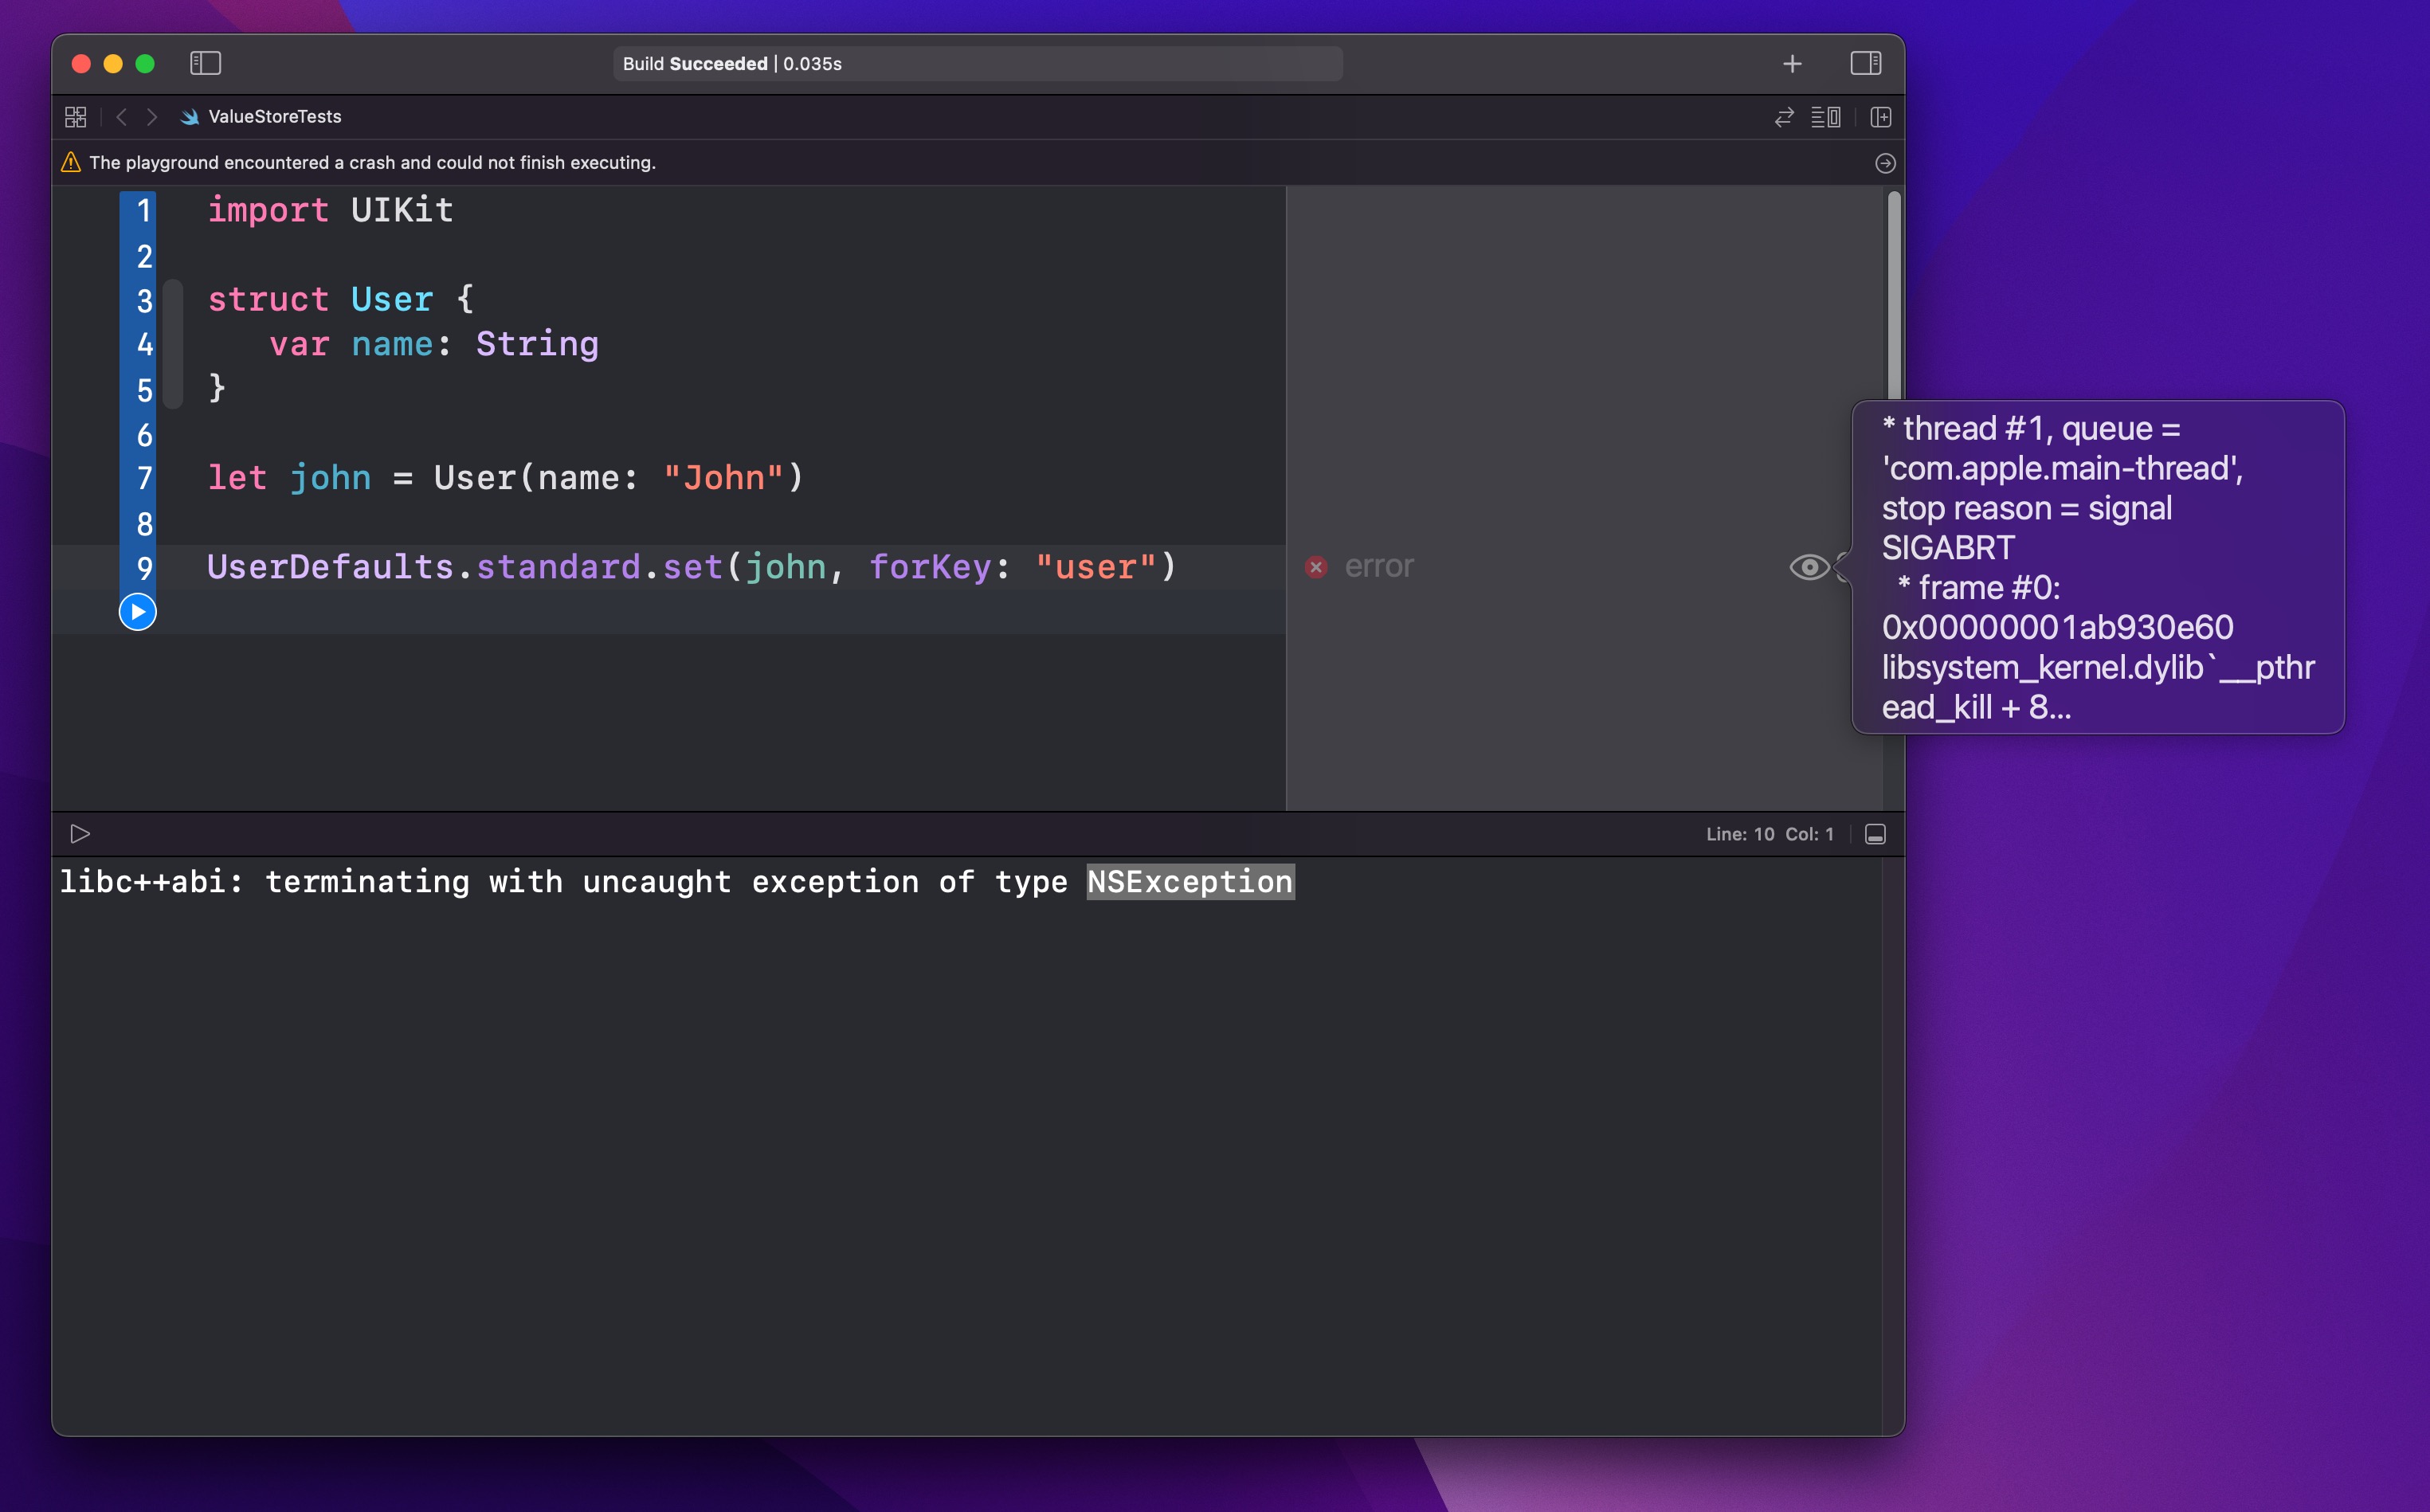 Build Succeeded | 0.035s
ValueStoreTests
The playground encountered a crash and could not finish executing.
1 import UIKit
2
3 struct User {
4 var name: String
5 }
6
7 let john = User(name: "John")
8
9 UserDefaults.standard.set(john, forKey: "user")
error
* thread #1, queue =
'com.apple.main-thread',
stop reason = signal
SIGABRT
* frame #0:
0x00000001ab930e60
libsystem_kernel.dylib`__pthr
ead_kill + 8...
Line: 10 Col: 1
libc++abi: terminating with uncaught exception of type NSException